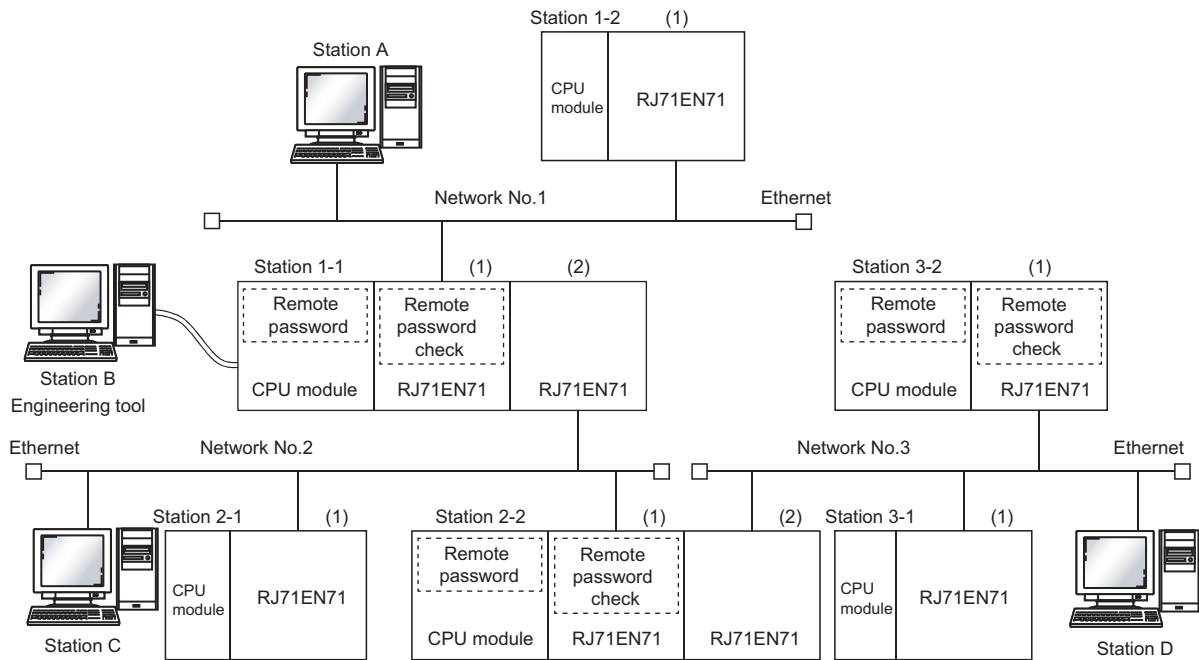 Station 1-2 (1)
Station A
CPU
module
RJ71EN71
Network No.1
Ethernet
Station 1-1 (1) (2)
Remote
password
Remote
password
check
CPU module
RJ71EN71
RJ71EN71
Station B
Engineering tool
Station 3-2 (1)
Remote
password
Remote
password
check
CPU module
RJ71EN71
Ethernet
Network No.2
Network No.3
Ethernet
Station C
Station 2-1 (1)
CPU
module
RJ71EN71
Station 2-2 (1) (2)
Remote
password
Remote
password
check
CPU module
RJ71EN71
RJ71EN71
Station 3-1 (1)
CPU
module
RJ71EN71
Station D